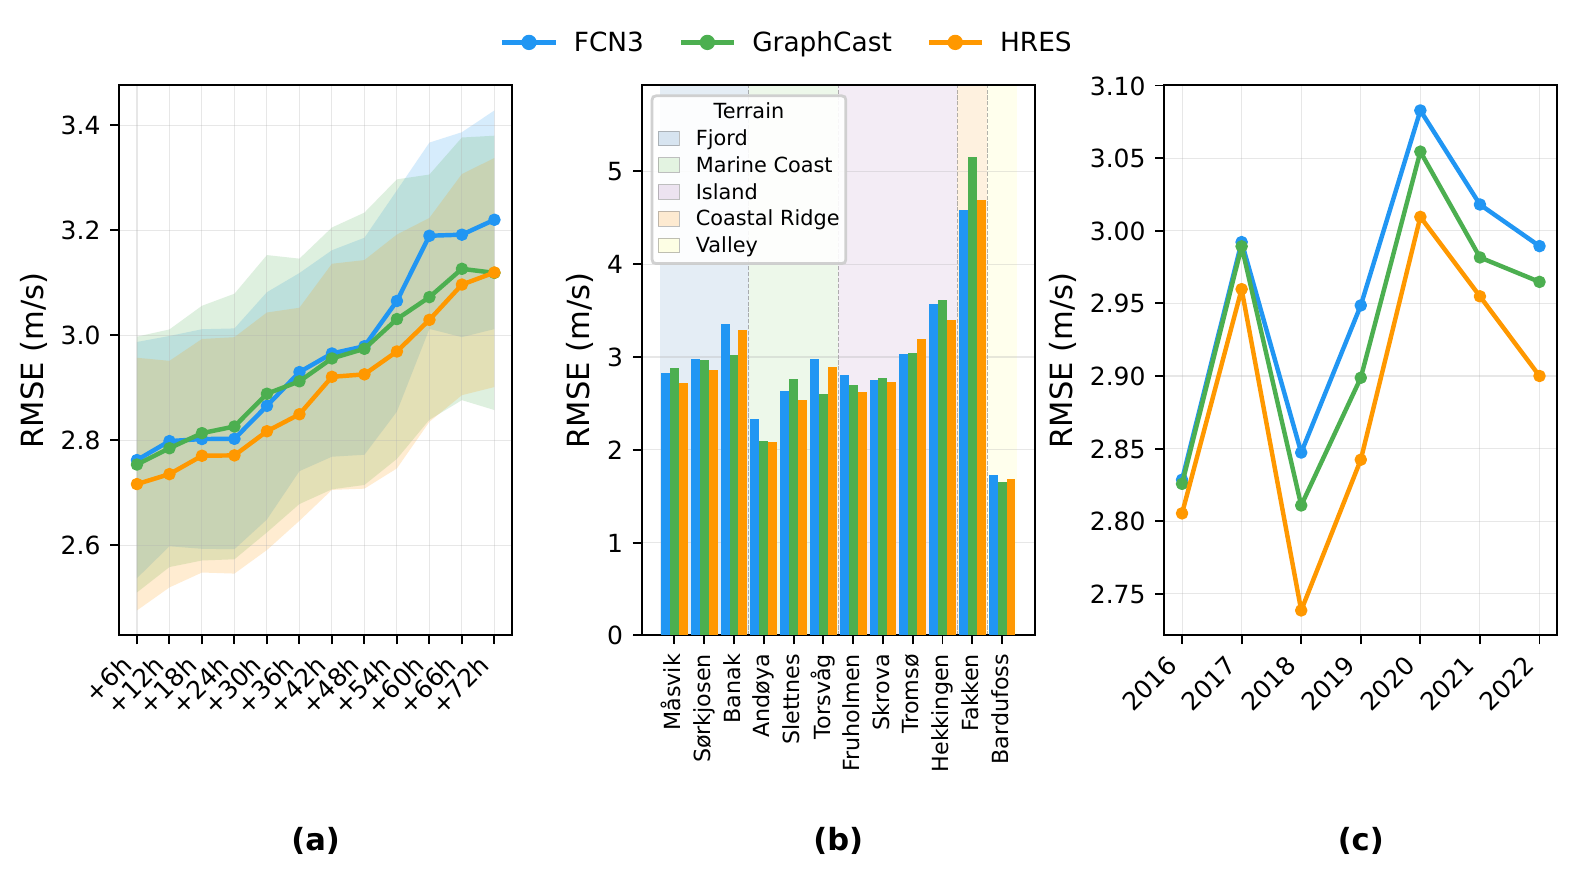 FCN3 GraphCast HRES
RMSE (m/s)
3.4
3.2
3.0
2.8
2.6
+6h +12h +18h +24h +30h +36h +42h +48h +54h +60h +66h +72h
(a)
RMSE (m/s)
Terrain
Fjord
Marine Coast
Island
Coastal Ridge
Valley
5
4
3
2
1
0
Måsvik Sørkjosen Banak Andøya Slettnes Torsvåg Fruholmen Skrova Tromsø Hekkingen Fakken Bardufoss
(b)
RMSE (m/s)
3.10
3.05
3.00
2.95
2.90
2.85
2.80
2.75
2016 2017 2018 2019 2020 2021 2022
(c)